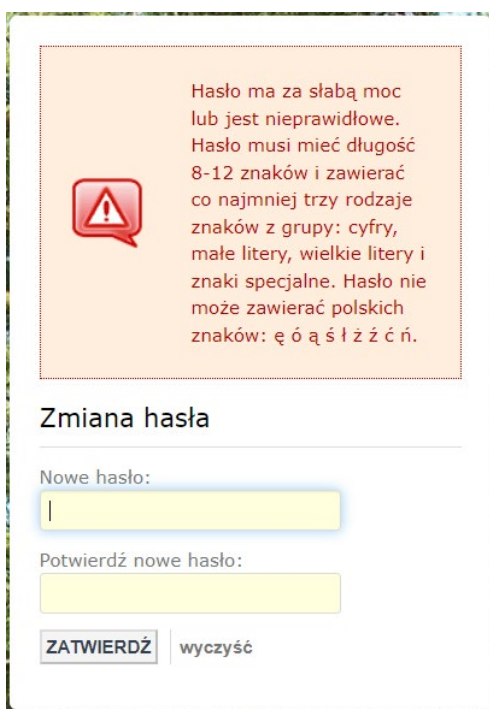 Hasło ma za słabą moc
lub jest nieprawidłowe.
Hasło musi mieć długość
8-12 znaków i zawierać
co najmniej trzy rodzaje
znaków z grupy: cyfry,
małe litery, wielkie litery i
znaki specjalne. Hasło nie
może zawierać polskich
znaków: ę ó ą ś ł ż ź ć ń.
Zmiana hasła
Nowe hasło:
Potwierdź nowe hasło:
ZATWIERDŹ wyczyść